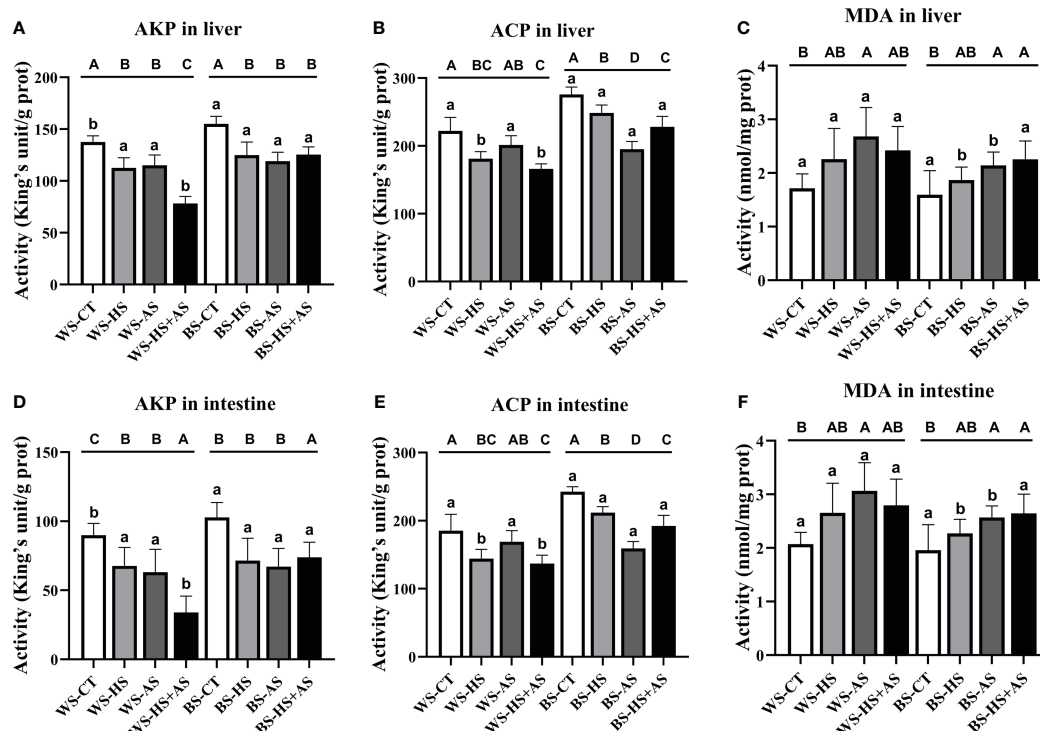 A
AKP in liver
A B B C A B B B
Activity (King's unit/g prot)
200
150
100
50
0
b a a b a a a a
WS-CT WS-HS WS-AS WS-HS+AS BS-CT BS-HS BS-AS BS-HS+AS
B
ACP in liver
A BC AB C A B D C
Activity (King's unit/g prot)
300
200
100
0
a b a b a a a a
WS-CT WS-HS WS-AS WS-HS+AS BS-CT BS-HS BS-AS BS-HS+AS
C
MDA in liver
B AB A AB B AB A A
Activity (nmol/mg prot)
4
3
2
1
0
a a a a a b b a
WS-CT WS-HS WS-AS WS-HS+AS BS-CT BS-HS BS-AS BS-HS+AS
D
AKP in intestine
C B B A B B B A
Activity (King's unit/g prot)
150
100
50
0
b a a b a a a a
WS-CT WS-HS WS-AS WS-HS+AS BS-CT BS-HS BS-AS BS-HS+AS
E
ACP in intestine
A BC AB C A B D C
Activity (King's unit/g prot)
300
200
100
0
a b a b a a a a
WS-CT WS-HS WS-AS WS-HS+AS BS-CT BS-HS BS-AS BS-HS+AS
F
MDA in intestine
B AB A AB B AB A A
Activity (nmol/mg prot)
4
3
2
1
0
a a a a a b b a
WS-CT WS-HS WS-AS WS-HS+AS BS-CT BS-HS BS-AS BS-HS+AS